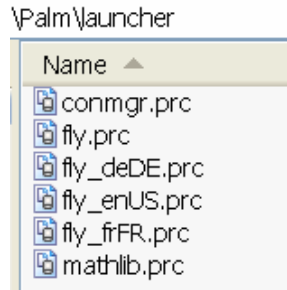 \Palm\launcher
Name
conmgr.prc
fly.prc
fly_deDE.prc
fly_enUS.prc
fly_frFR.prc
mathlib.prc